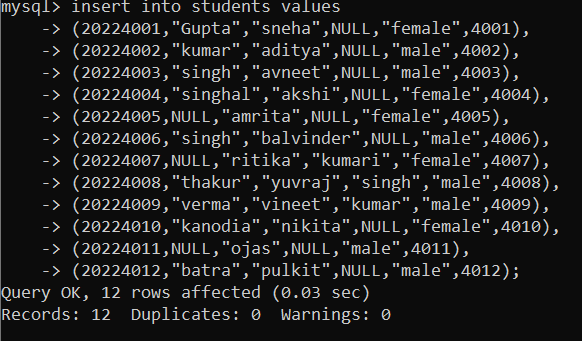 mysql> insert into students values
    -> (20224001,"Gupta","sneha",NULL,"female",4001),
    -> (20224002,"kumar","aditya",NULL,"male",4002),
    -> (20224003,"singh","avneet",NULL,"male",4003),
    -> (20224004,"singhal","akshi",NULL,"female",4004),
    -> (20224005,NULL,"amrita",NULL,"female",4005),
    -> (20224006,"singh","balvinder",NULL,"male",4006),
    -> (20224007,NULL,"ritika","kumari","female",4007),
    -> (20224008,"thakur","yuvraj","singh","male",4008),
    -> (20224009,"verma","vineet","kumar","male",4009),
    -> (20224010,"kanodia","nikita",NULL,"female",4010),
    -> (20224011,NULL,"ojas",NULL,"male",4011),
    -> (20224012,"batra","pulkit",NULL,"male",4012);
Query OK, 12 rows affected (0.03 sec)
Records: 12  Duplicates: 0  Warnings: 0